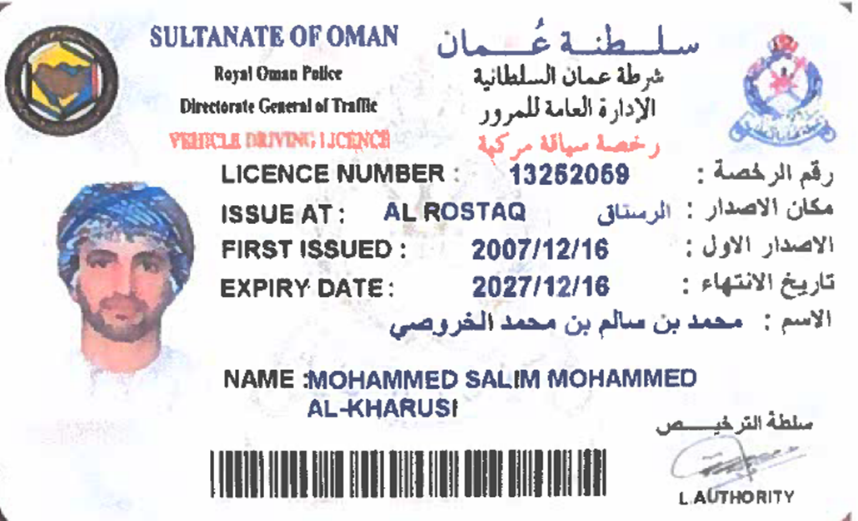 SULTANATE OF OMAN سلطنة عُمان
Royal Oman Police شرطة عمان السلطانية
Directorate General of Traffic الإدارة العامة للمرور
VEHICLE DRIVING LICENCE رخصة سياقة مركبة
LICENCE NUMBER : 13252059 رقم الرخصة :
ISSUE AT : AL ROSTAQ الرستاق مكان الاصدار :
FIRST ISSUED : 2007/12/16 الاصدار الاول :
EXPIRY DATE : 2027/12/16 تاريخ الانتهاء :
الاسم : محمد بن سالم بن محمد الخروصي
NAME :MOHAMMED SALIM MOHAMMED
AL-KHARUSI
سلطة الترخيص
L.AUTHORITY